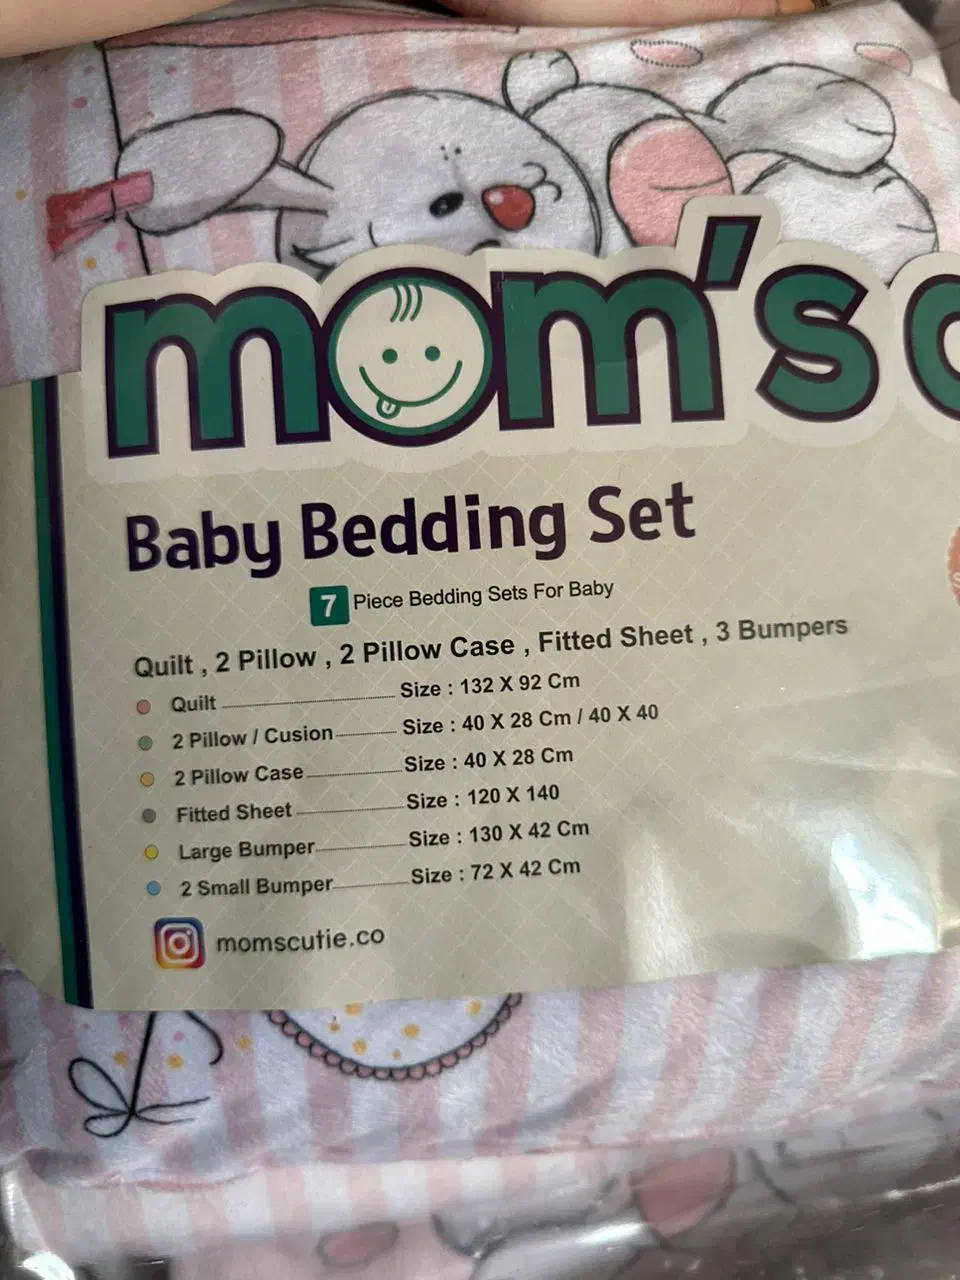 mom's
Baby Bedding Set
7 Piece Bedding Sets For Baby
Quilt , 2 Pillow , 2 Pillow Case , Fitted Sheet , 3 Bumpers
Quilt Size : 132 X 92 Cm
2 Pillow / Cusion Size : 40 X 28 Cm / 40 X 40
2 Pillow Case Size : 40 X 28 Cm
Fitted Sheet Size : 120 X 140
Large Bumper Size : 130 X 42 Cm
2 Small Bumper Size : 72 X 42 Cm
momscutie.co